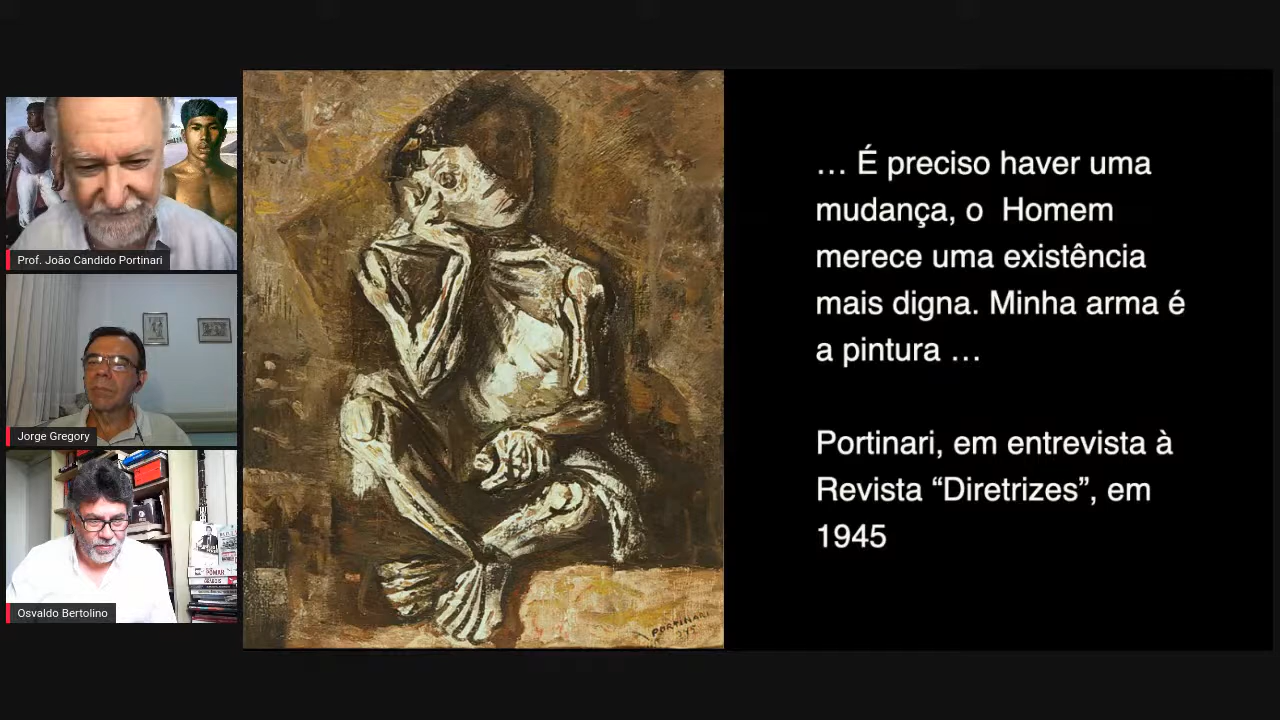 Prof. João Candido Portinari
Jorge Gregory
Osvaldo Bertolino
… É preciso haver uma
mudança, o Homem
merece uma existência
mais digna. Minha arma é
a pintura …
Portinari, em entrevista à
Revista “Diretrizes”, em
1945
PORTINARI